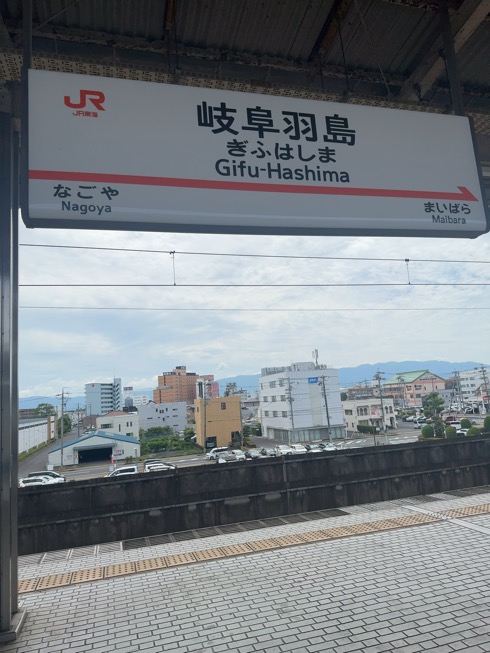 JR
JR東海
岐阜羽島
ぎふはしま
Gifu-Hashima
なごや
Nagoya
まいばら
Maibara